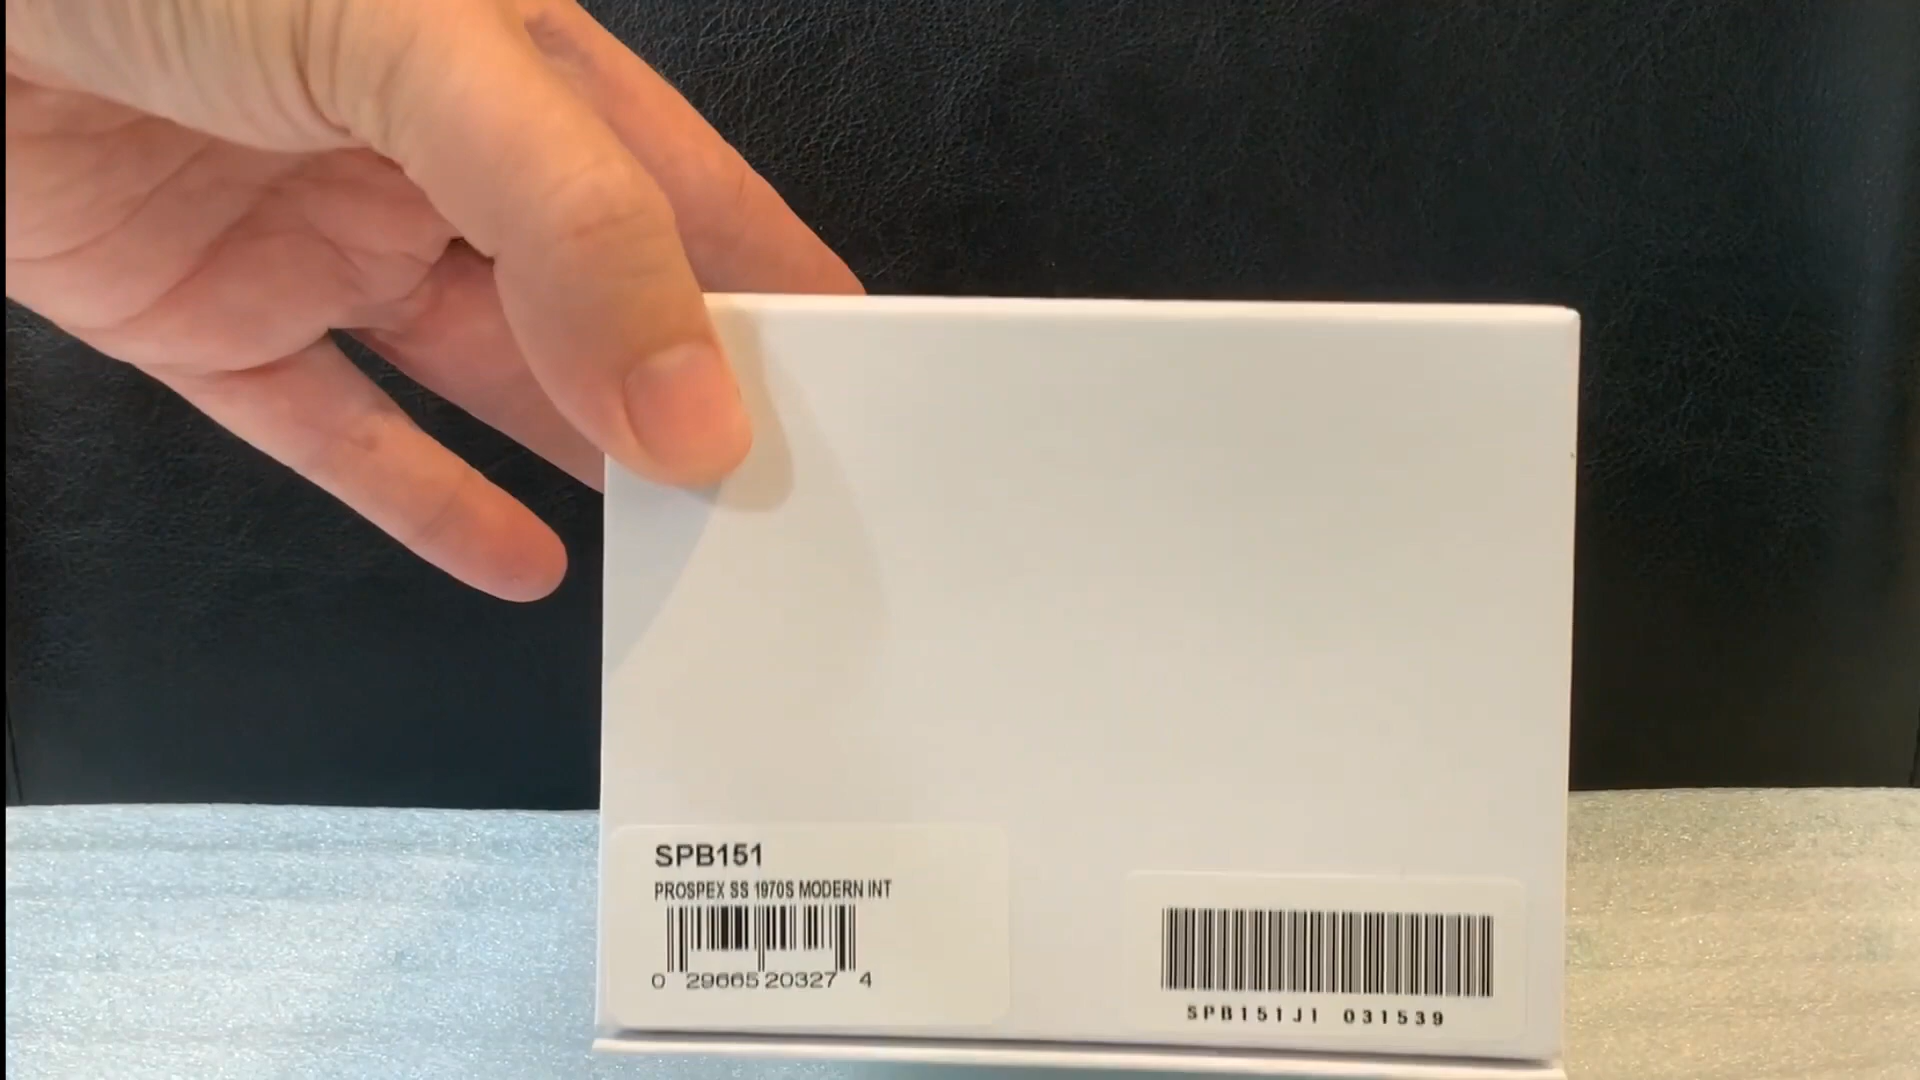 SPB151
PROSPEX SS 1970S MODERN INT
0 29665 20327 4
SPB151J1 031539